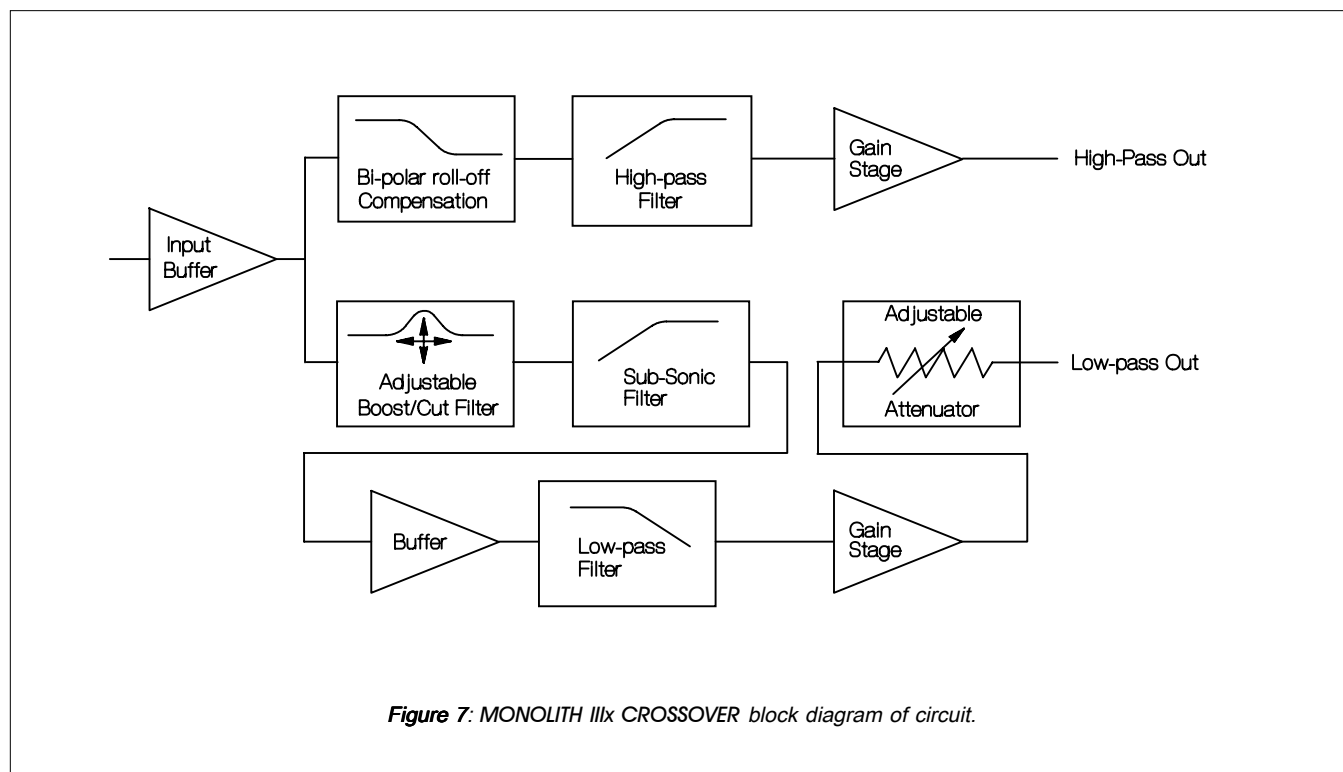 Input
Buffer
Bi-polar roll-off
Compensation
High-pass
Filter
Gain
Stage
High-Pass Out
Adjustable
Boost/Cut Filter
Sub-Sonic
Filter
Buffer
Low-pass
Filter
Gain
Stage
Adjustable
Attenuator
Low-pass Out
Figure 7: MONOLITH IIIx CROSSOVER block diagram of circuit.